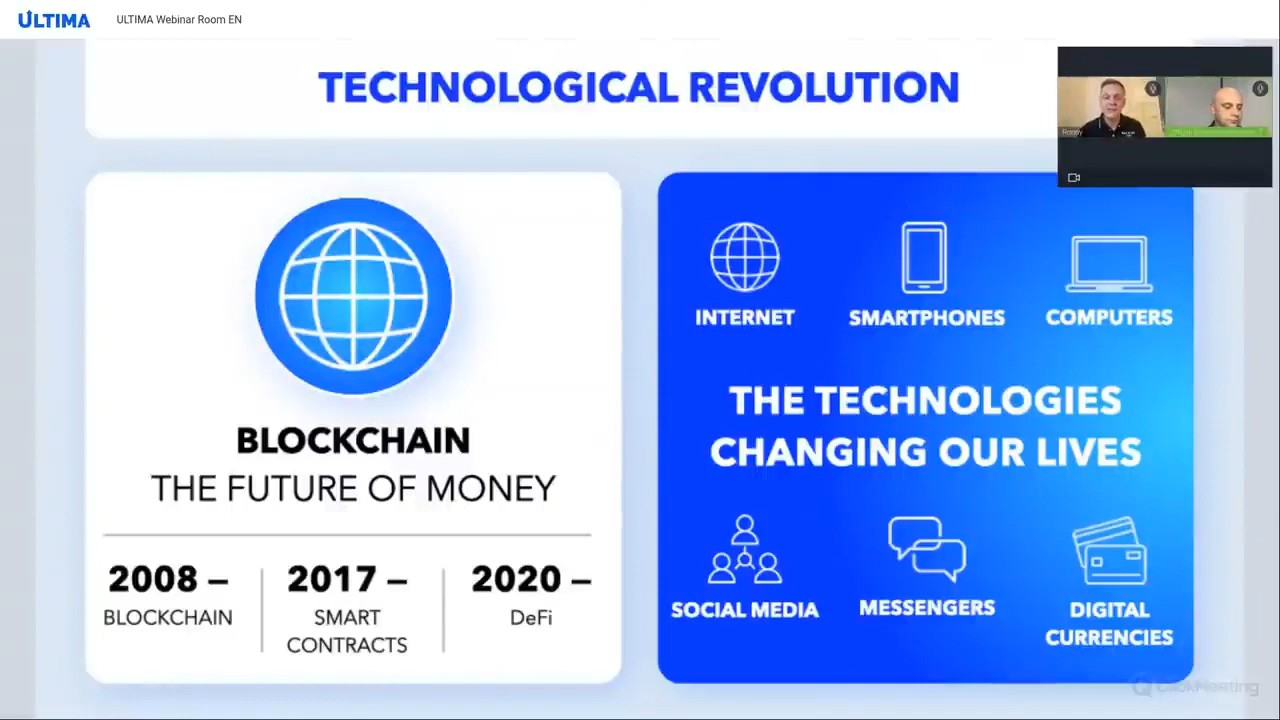 ULTIMA
ULTIMA Webinar Room EN
TECHNOLOGICAL REVOLUTION
BLOCKCHAIN
THE FUTURE OF MONEY
2008 –
BLOCKCHAIN
2017 –
SMART
CONTRACTS
2020 –
DeFi
INTERNET
SMARTPHONES
COMPUTERS
THE TECHNOLOGIES
CHANGING OUR LIVES
SOCIAL MEDIA
MESSENGERS
DIGITAL
CURRENCIES
ClickMeeting